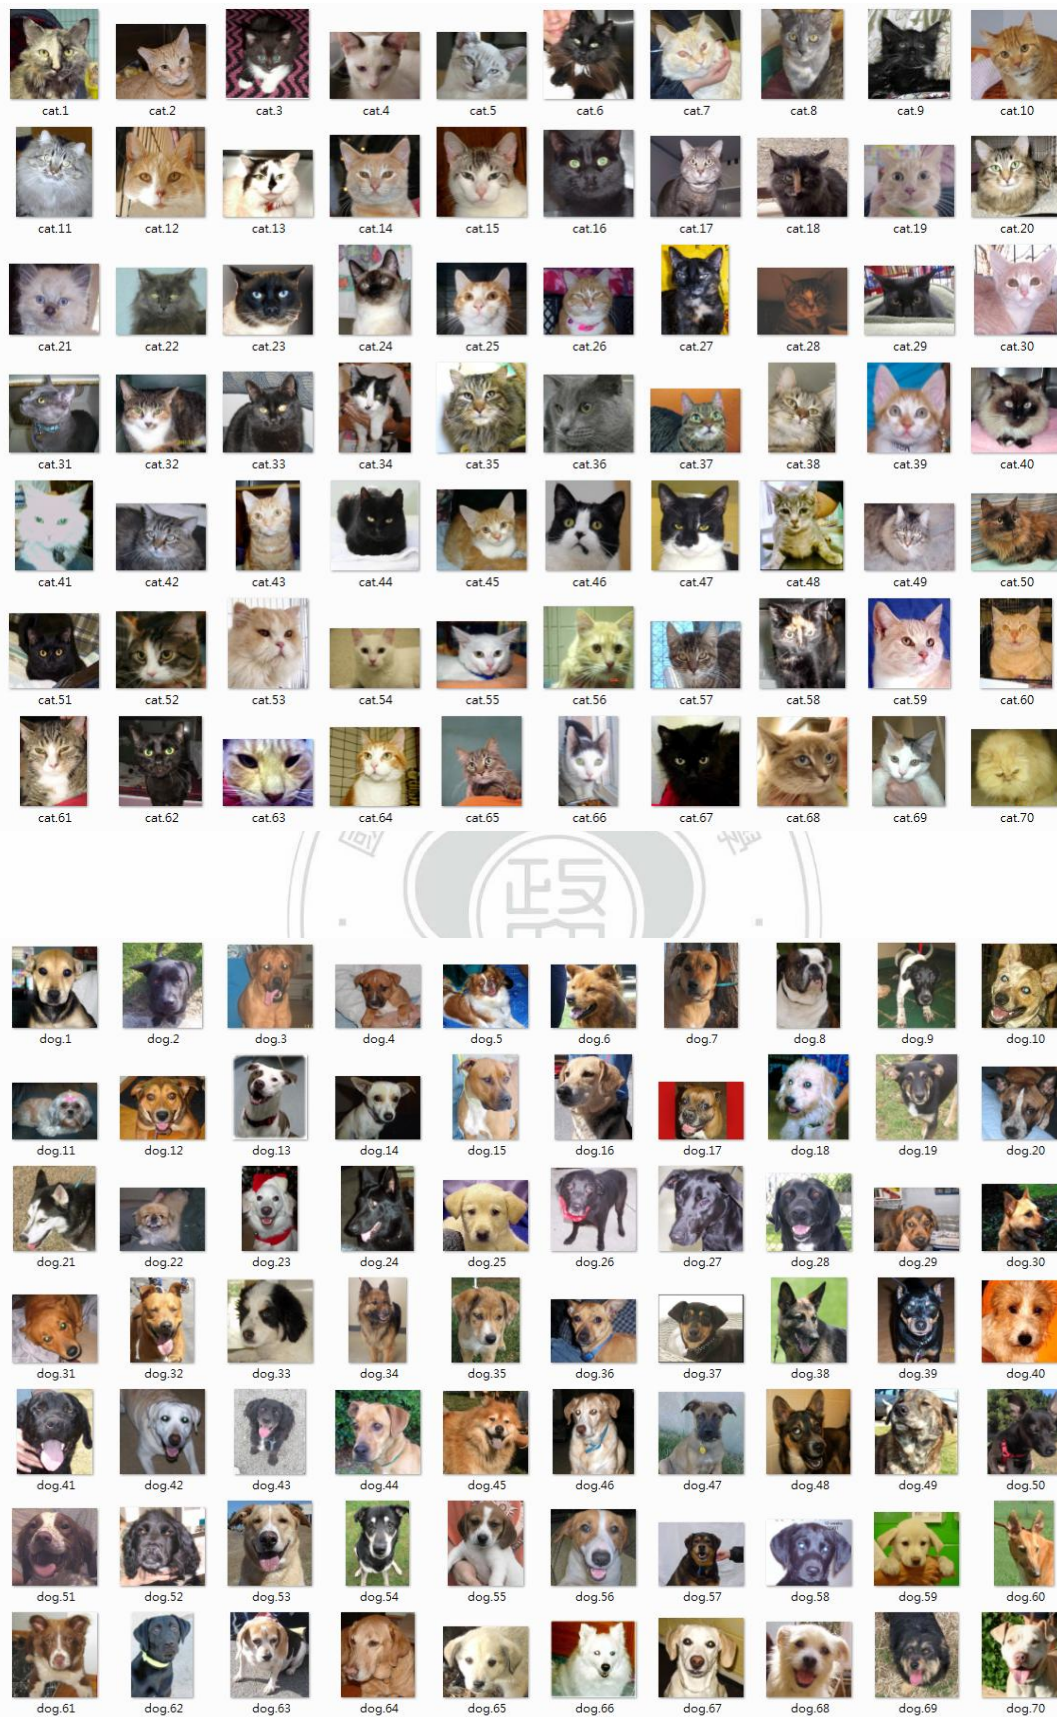 cat.1 cat.2 cat.3 cat.4 cat.5 cat.6 cat.7 cat.8 cat.9 cat.10
cat.11 cat.12 cat.13 cat.14 cat.15 cat.16 cat.17 cat.18 cat.19 cat.20
cat.21 cat.22 cat.23 cat.24 cat.25 cat.26 cat.27 cat.28 cat.29 cat.30
cat.31 cat.32 cat.33 cat.34 cat.35 cat.36 cat.37 cat.38 cat.39 cat.40
cat.41 cat.42 cat.43 cat.44 cat.45 cat.46 cat.47 cat.48 cat.49 cat.50
cat.51 cat.52 cat.53 cat.54 cat.55 cat.56 cat.57 cat.58 cat.59 cat.60
cat.61 cat.62 cat.63 cat.64 cat.65 cat.66 cat.67 cat.68 cat.69 cat.70
政
dog.1 dog.2 dog.3 dog.4 dog.5 dog.6 dog.7 dog.8 dog.9 dog.10
dog.11 dog.12 dog.13 dog.14 dog.15 dog.16 dog.17 dog.18 dog.19 dog.20
dog.21 dog.22 dog.23 dog.24 dog.25 dog.26 dog.27 dog.28 dog.29 dog.30
dog.31 dog.32 dog.33 dog.34 dog.35 dog.36 dog.37 dog.38 dog.39 dog.40
dog.41 dog.42 dog.43 dog.44 dog.45 dog.46 dog.47 dog.48 dog.49 dog.50
dog.51 dog.52 dog.53 dog.54 dog.55 dog.56 dog.57 dog.58 dog.59 dog.60
dog.61 dog.62 dog.63 dog.64 dog.65 dog.66 dog.67 dog.68 dog.69 dog.70